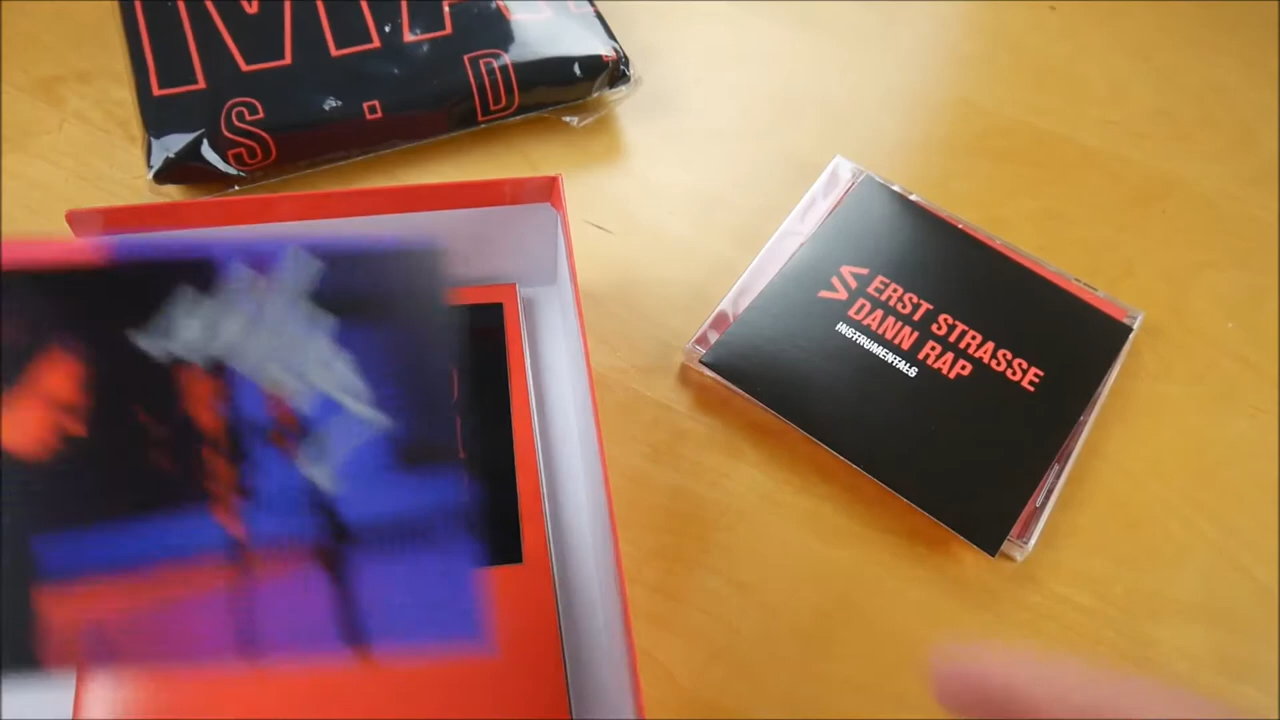 S . D
ERST STRASSE
DANN RAP
INSTRUMENTALS